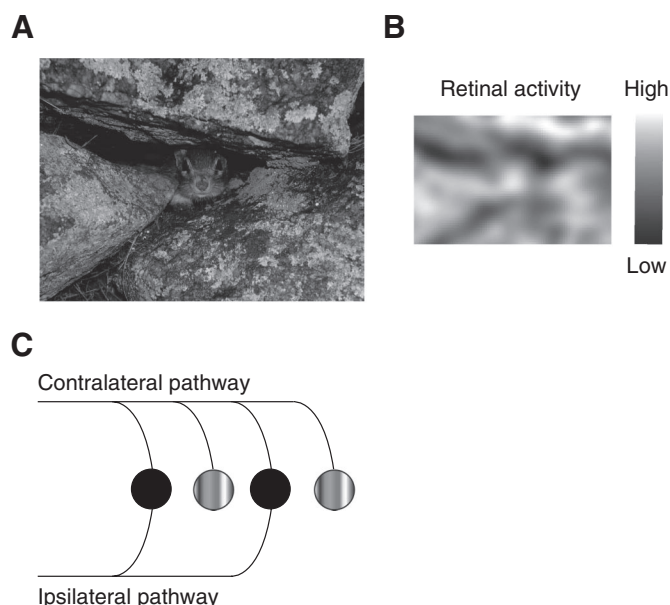 A
B
Retinal activity
High
Low
C
Contralateral pathway
Ipsilateral pathway